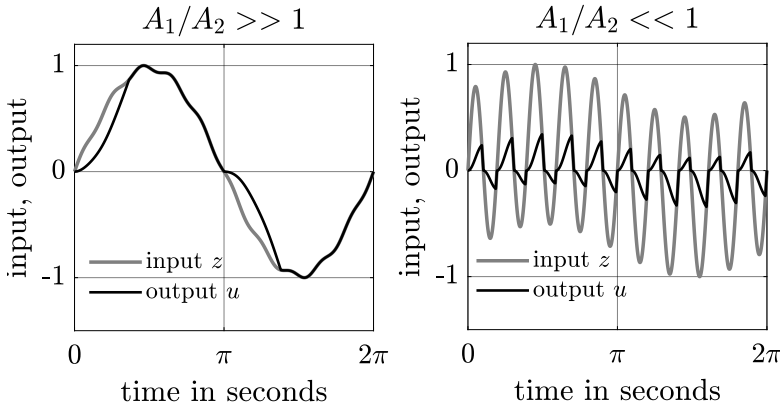 A₁/A₂ >> 1
input, output
1
0
-1
input z
output u
0
π
2π
time in seconds
A₁/A₂ << 1
input, output
1
0
-1
input z
output u
0
π
2π
time in seconds